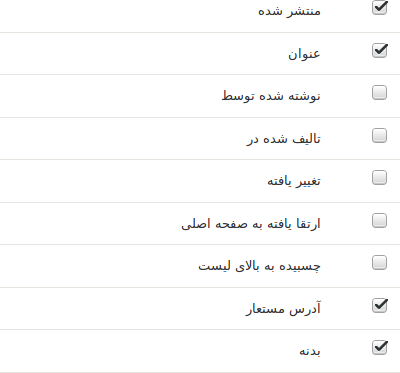 منتشر شده
عنوان
نوشته شده توسط
تالیف شده در
تغییر یافته
ارتقا یافته به صفحه اصلی
چسبیده به بالای لیست
آدرس مستعار
بدنه